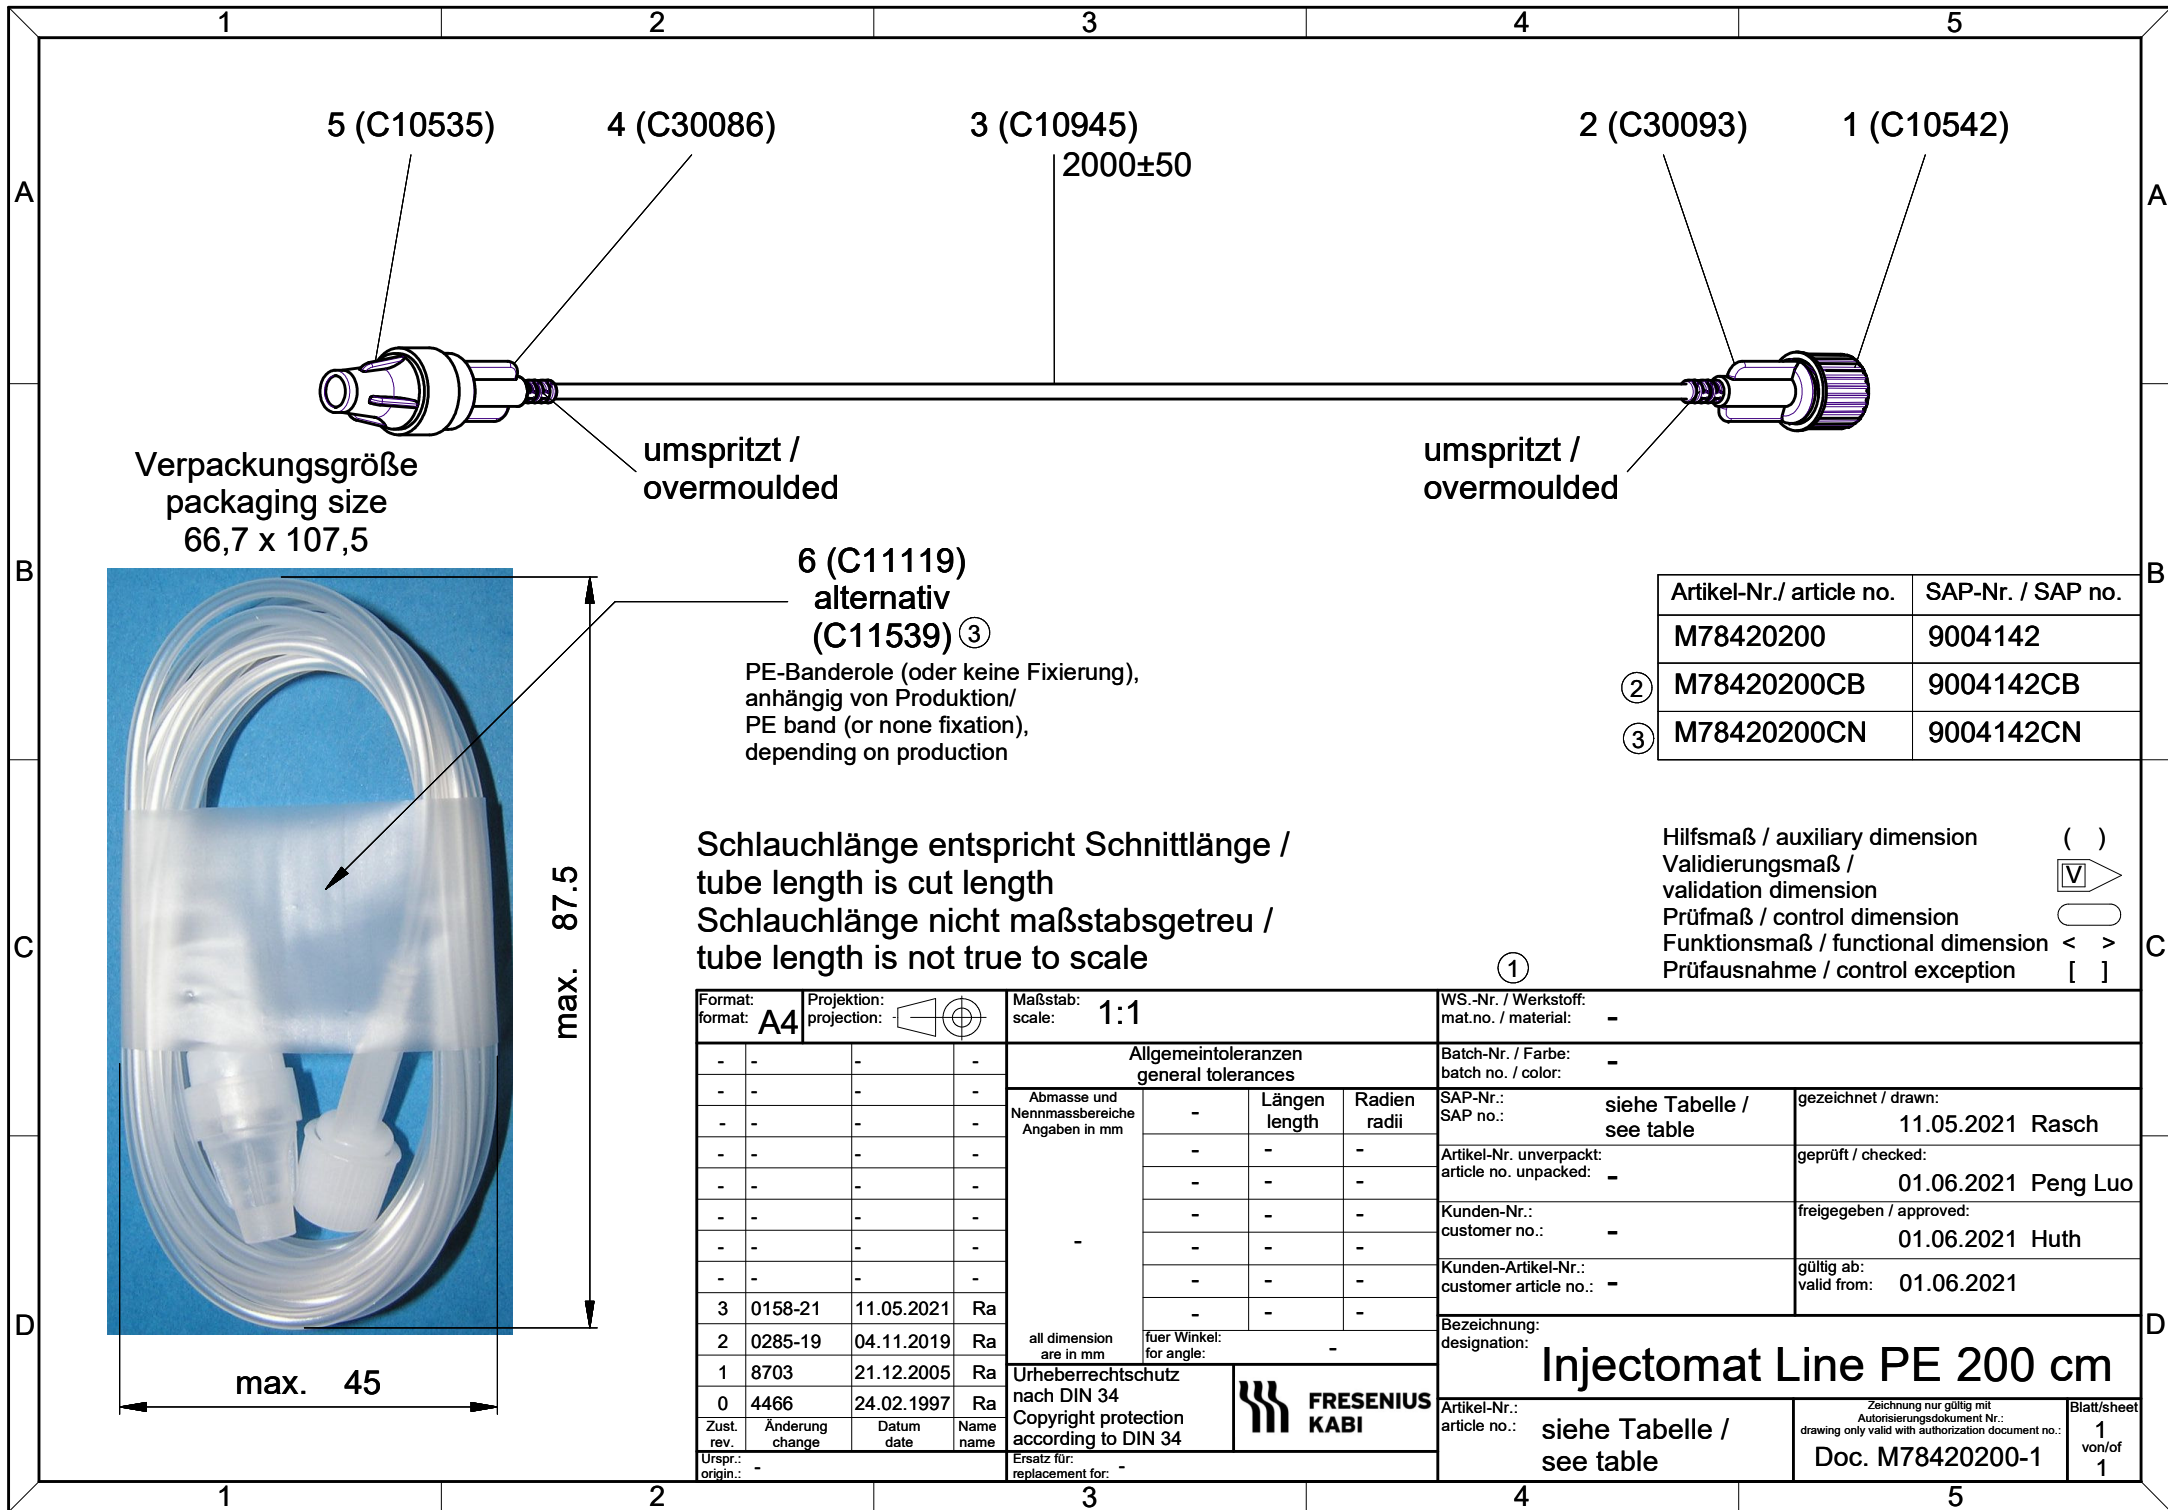 1 2 3 4 5
A A
B B
C C
D D
5 (C10535) 4 (C30086) 3 (C10945) 2 (C30093) 1 (C10542)
2000±50
umspritzt /
overmoulded
umspritzt /
overmoulded
Verpackungsgröße
packaging size
66,7 x 107,5
6 (C11119)
alternativ
(C11539) 3
PE-Banderole (oder keine Fixierung),
anhängig von Produktion/
PE band (or none fixation),
depending on production
max. 87.5
max. 45
Artikel-Nr./ article no. SAP-Nr. / SAP no.
M78420200 9004142
2 M78420200CB 9004142CB
3 M78420200CN 9004142CN
Schlauchlänge entspricht Schnittlänge /
tube length is cut length
Schlauchlänge nicht maßstabsgetreu /
tube length is not true to scale
Hilfsmaß / auxiliary dimension ( )
Validierungsmaß /
validation dimension V
Prüfmaß / control dimension
Funktionsmaß / functional dimension < >
Prüfausnahme / control exception [ ]
1
Format:
format: A4
Projektion:
projection:
Maßstab:
scale: 1:1
WS.-Nr. / Werkstoff:
mat.no. / material: -
Batch-Nr. / Farbe:
batch no. / color: -
- - - -
- - - -
- - - -
- - - -
- - - -
- - - -
- - - -
- - - -
3 0158-21 11.05.2021 Ra
2 0285-19 04.11.2019 Ra
1 8703 21.12.2005 Ra
0 4466 24.02.1997 Ra
Zust. Änderung Datum Name
rev. change date name
Urspr.:
origin.: -
Allgemeintoleranzen
general tolerances
Abmasse und
Nennmassbereiche
Angaben in mm
-
all dimension
are in mm
- Längen Radien
length radii
- - -
- - -
- - -
- - -
- - -
- - -
fuer Winkel:
for angle: -
Urheberrechtschutz
nach DIN 34
Copyright protection
according to DIN 34
FRESENIUS
KABI
Ersatz für:
replacement for: -
SAP-Nr.:
SAP no.:
siehe Tabelle /
see table
gezeichnet / drawn:
11.05.2021 Rasch
Artikel-Nr. unverpackt:
article no. unpacked: -
geprüft / checked:
01.06.2021 Peng Luo
Kunden-Nr.:
customer no.: -
freigegeben / approved:
01.06.2021 Huth
Kunden-Artikel-Nr.:
customer article no.: -
gültig ab:
valid from: 01.06.2021
Bezeichnung:
designation:
Injectomat Line PE 200 cm
Artikel-Nr.:
article no.:
siehe Tabelle /
see table
Zeichnung nur gültig mit
Autorisierungsdokument Nr.:
drawing only valid with authorization document no.:
Doc. M78420200-1
Blatt/sheet
1
von/of
1
1 2 3 4 5